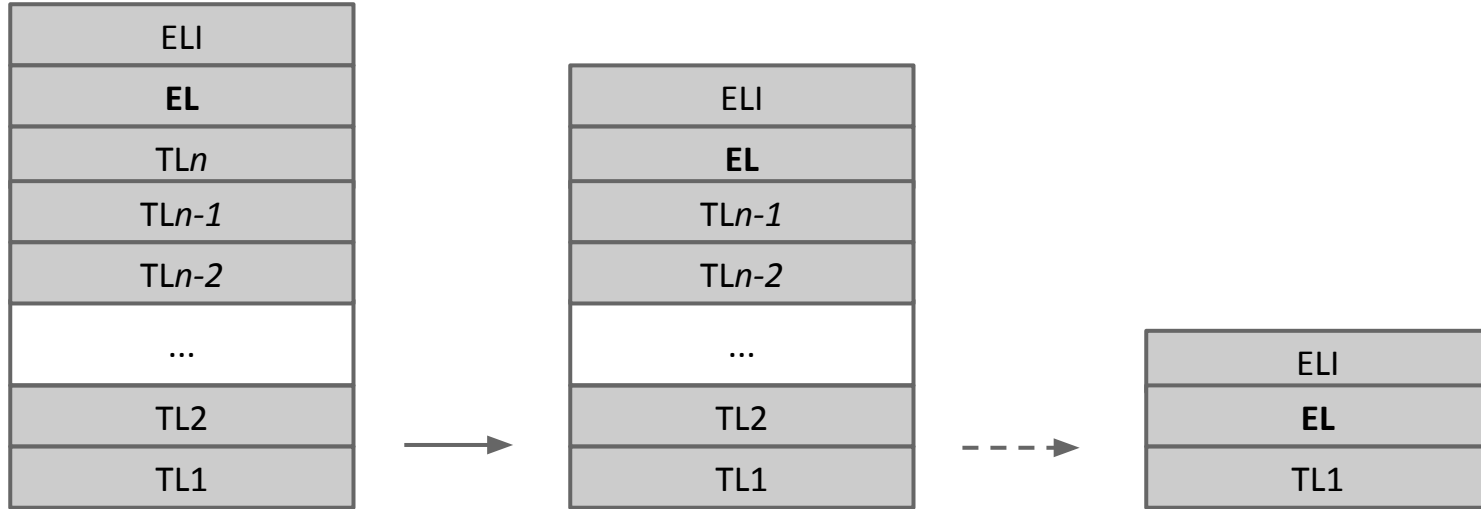 ELI
EL
TLn
TLn-1
TLn-2
...
TL2
TL1
ELI
EL
TLn-1
TLn-2
...
TL2
TL1
ELI
EL
TL1